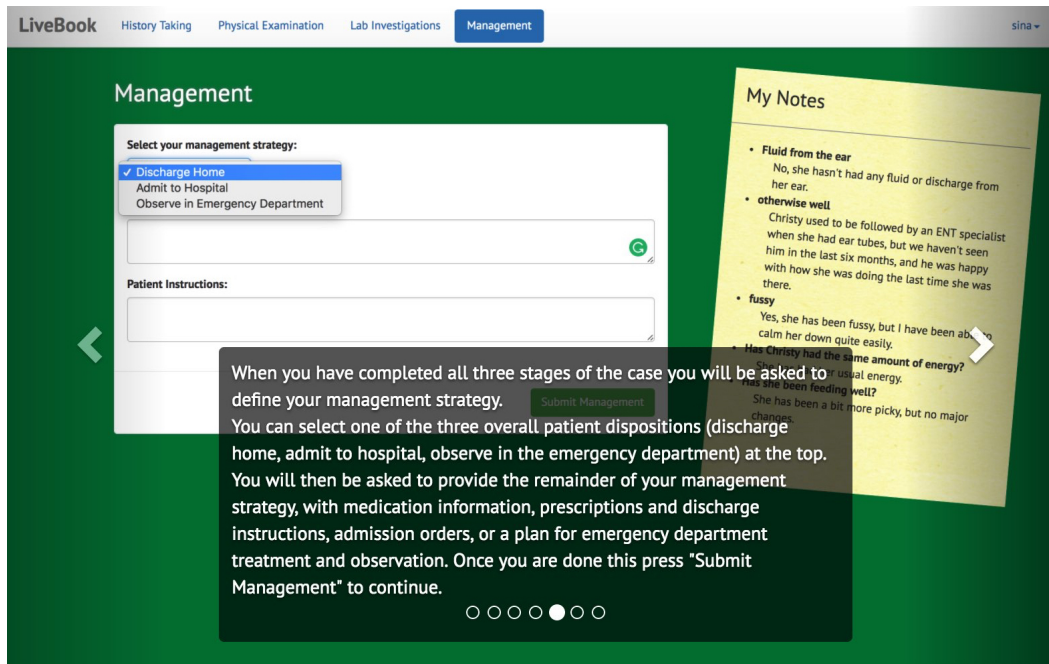 LiveBook
History Taking
Physical Examination
Lab Investigations
Management
sina
Management
Select your management strategy:
✓ Discharge Home
Admit to Hospital
Observe in Emergency Department
Patient Instructions:
Submit Management
My Notes
• Fluid from the ear
No, she hasn't had any fluid or discharge from
her ear.
• otherwise well
Christy used to be followed by an ENT specialist
when she had ear tubes, but we haven't seen
him in the last six months, and he was happy
with how she was doing the last time she was
there.
• fussy
Yes, she has been fussy, but I have been able to
calm her down quite easily.
• Has Christy had the same amount of energy?
usual energy.
• Has she been feeding well?
She has been a bit more picky, but no major
changes.
When you have completed all three stages of the case you will be asked to
define your management strategy.
You can select one of the three overall patient dispositions (discharge
home, admit to hospital, observe in the emergency department) at the top.
You will then be asked to provide the remainder of your management
strategy, with medication information, prescriptions and discharge
instructions, admission orders, or a plan for emergency department
treatment and observation. Once you are done this press "Submit
Management" to continue.